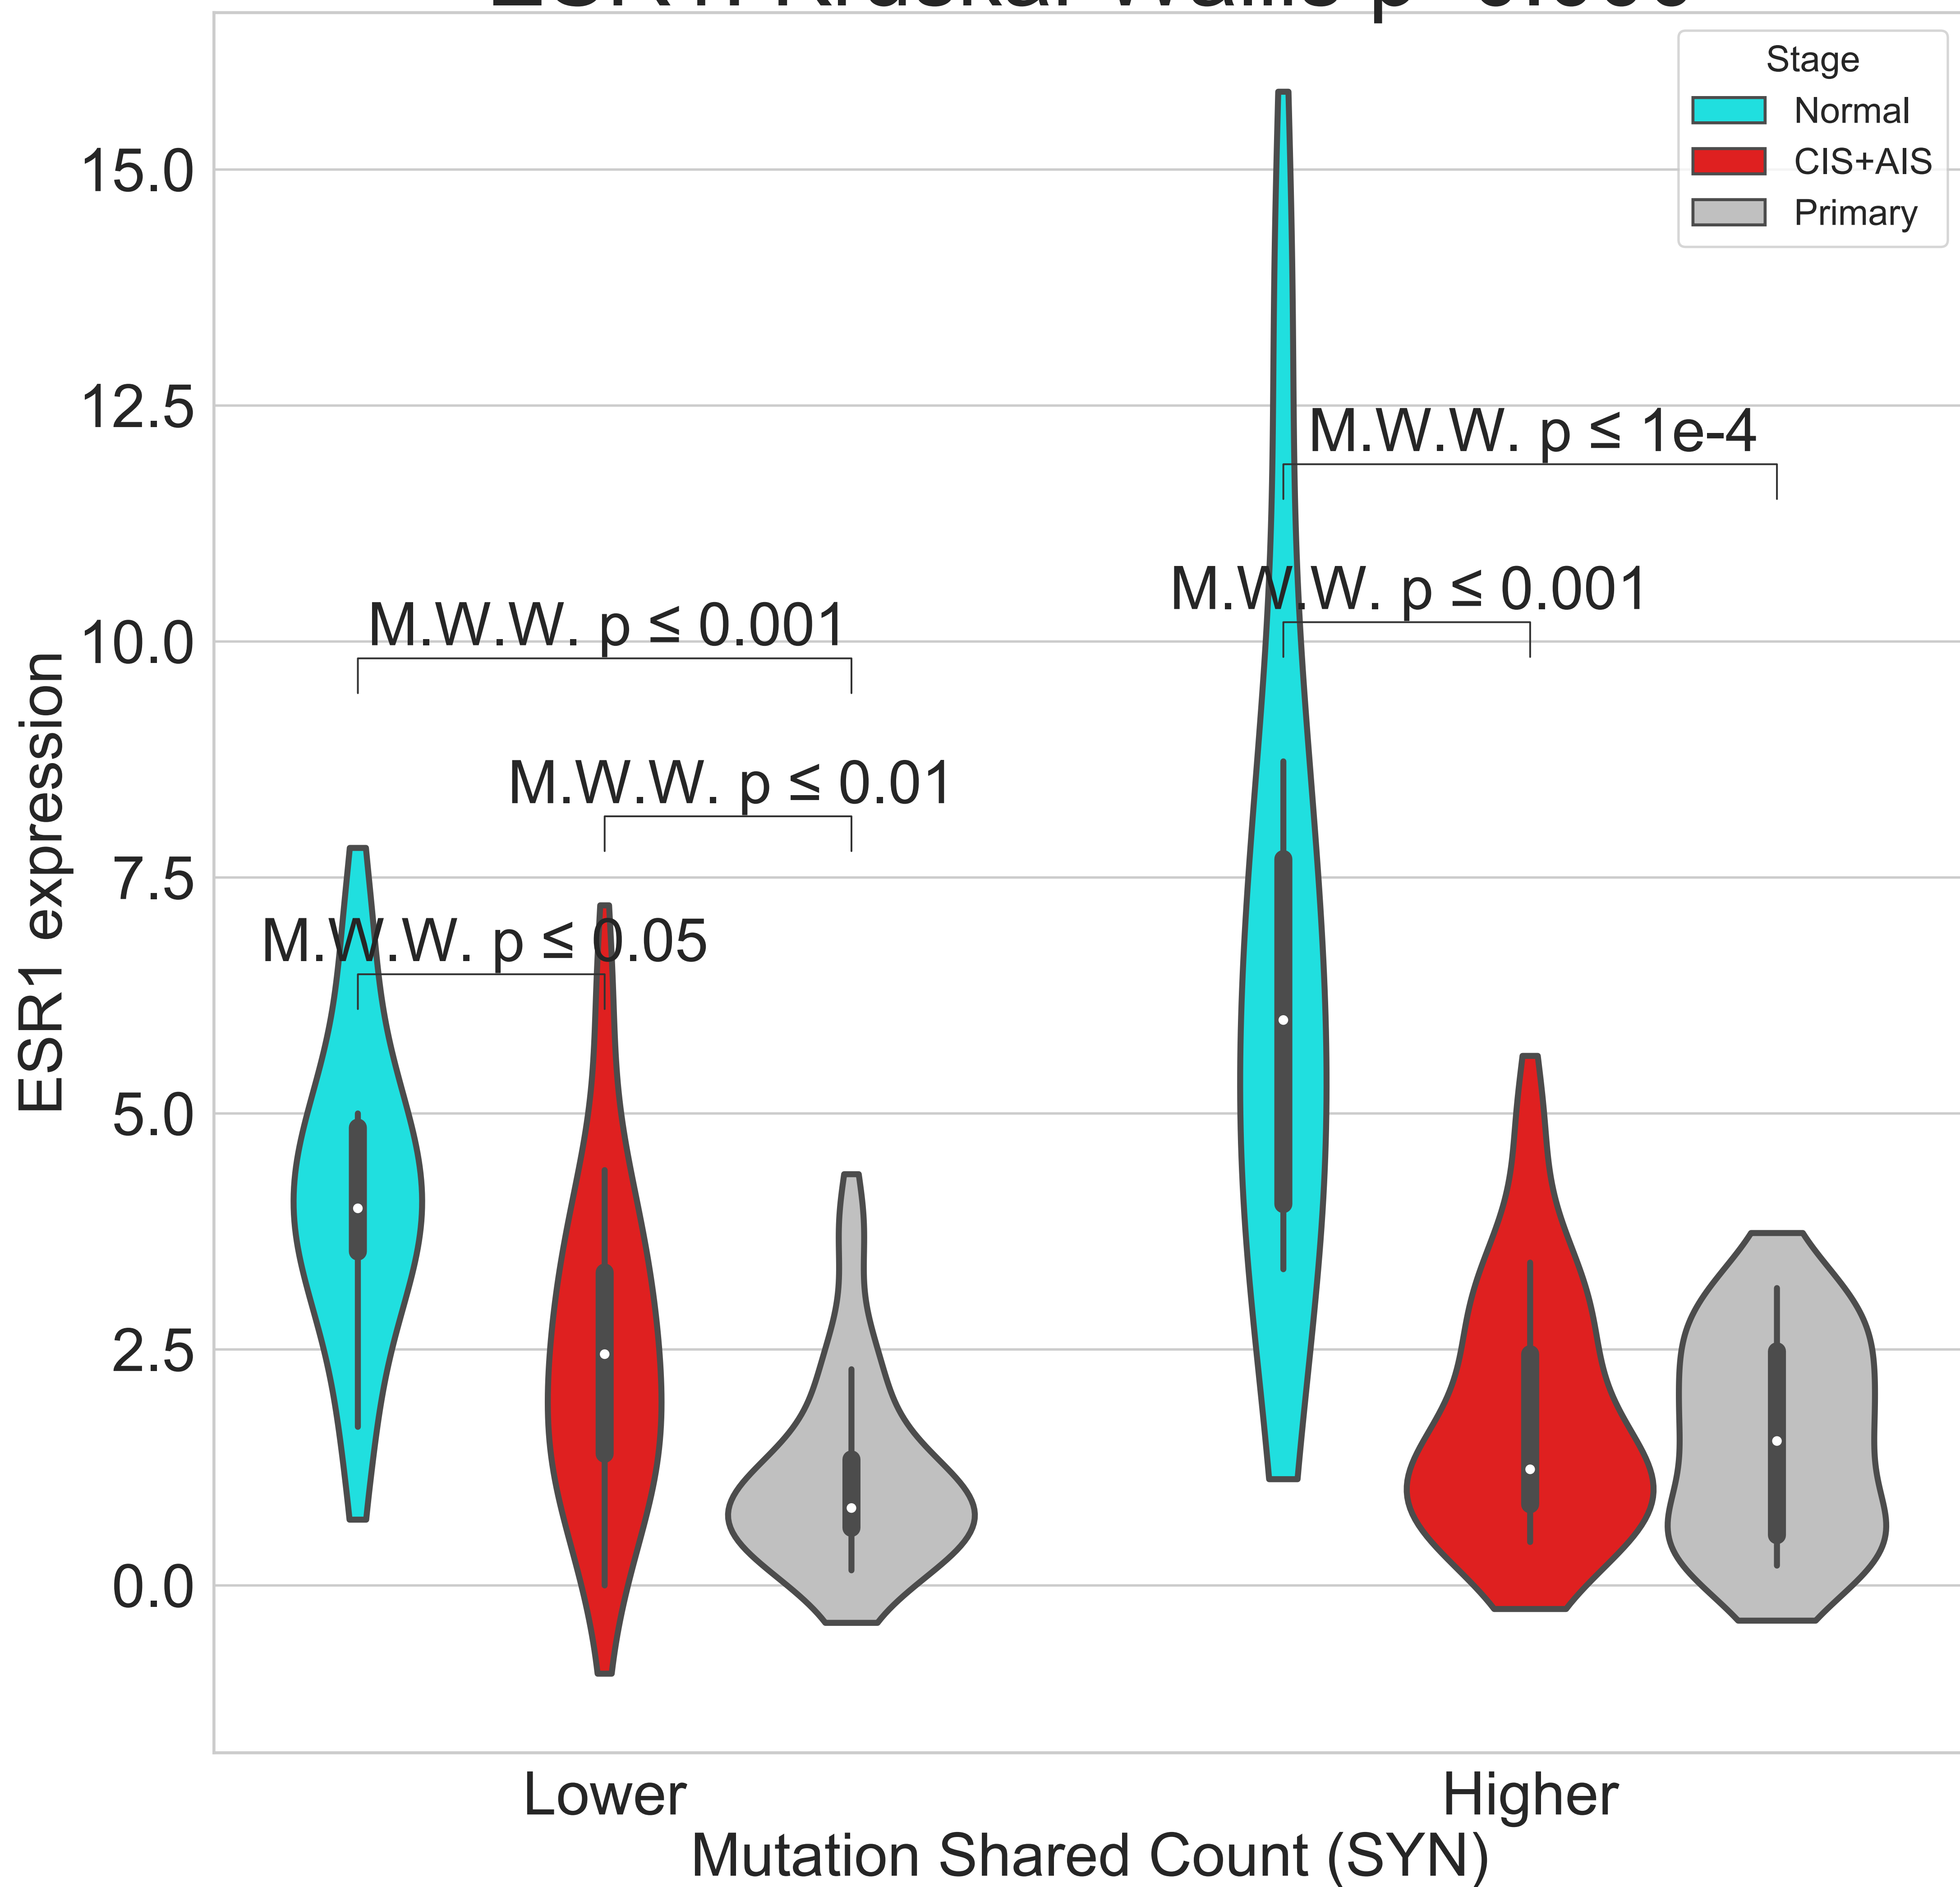 Stage
Normal
CIS+AIS
Primary
15.0
12.5
10.0
7.5
5.0
2.5
0.0
ESR1 expression
M.W.W. p ≤ 1e-4
M.W.W. p ≤ 0.001
M.W.W. p ≤ 0.001
M.W.W. p ≤ 0.01
M.W.W. p ≤ 0.05
Lower
Higher
Mutation Shared Count (SYN)